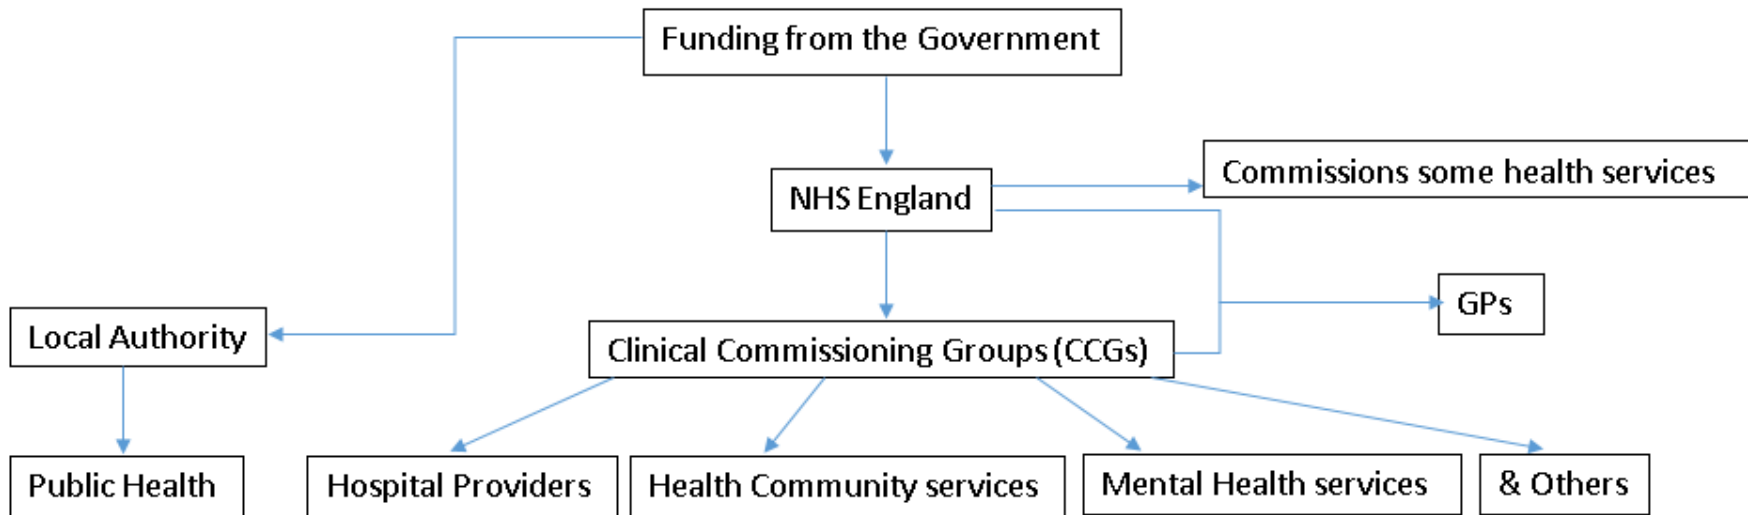 Funding from the Government
Commissions some health services
NHS England
GPs
Local Authority
Clinical Commissioning Groups (CCGs)
Public Health
Hospital Providers
Health Community services
Mental Health services
& Others